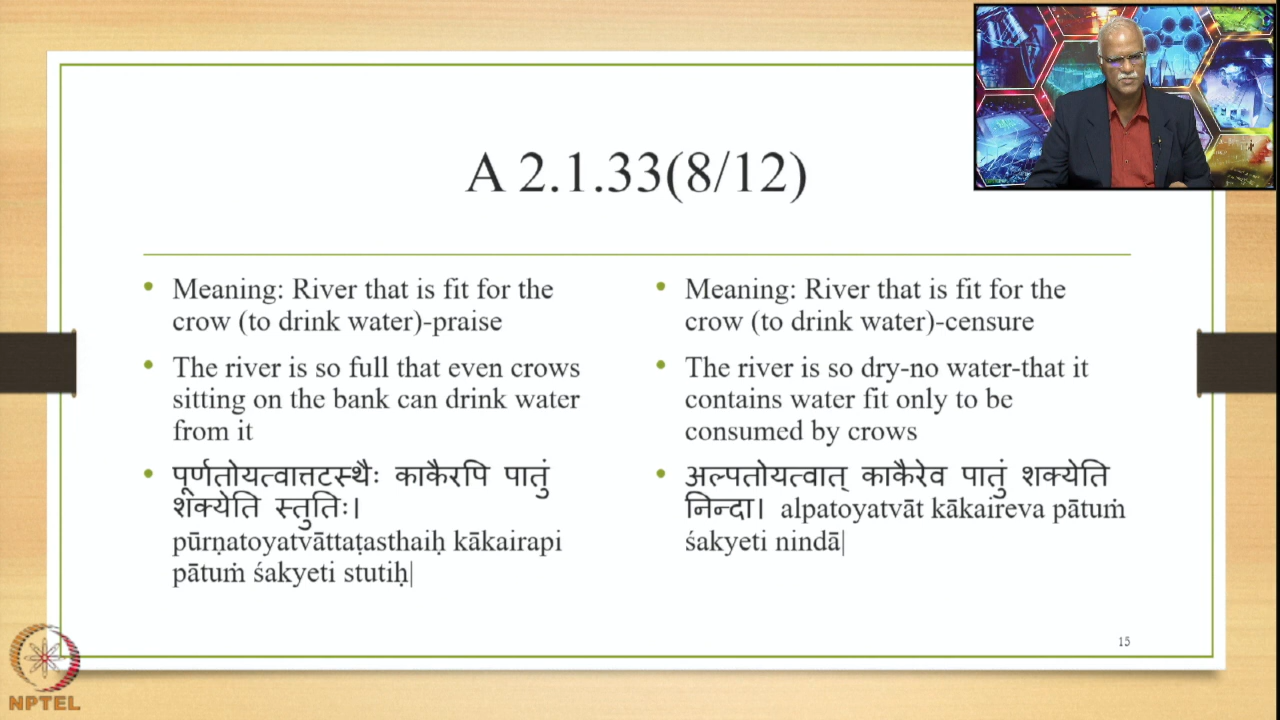 A 2.1.33(8/12)
• Meaning: River that is fit for the
crow (to drink water)-praise
• The river is so full that even crows
sitting on the bank can drink water
from it
• पूर्णतोयत्वात्तटस्थैः काकैरपि पातुं
शक्येति स्तुतिः।
pūrṇatoyatvāttaṭasthaiḥ kākairapi
pātuṁ śakyeti stutiḥ|
• Meaning: River that is fit for the
crow (to drink water)-censure
• The river is so dry-no water-that it
contains water fit only to be
consumed by crows
• अल्पतोयत्वात् काकैरेव पातुं शक्येति
निन्दा। alpatoyatvāt kākaireva pātuṁ
śakyeti nindā|
15
NPTEL